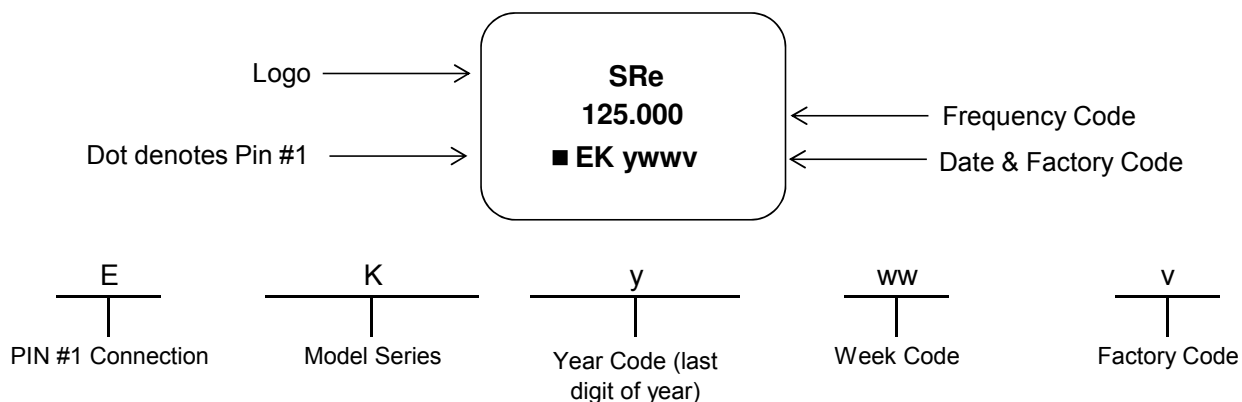 Logo
SRe
125.000
Frequency Code
Dot denotes Pin #1
■ EK ywwv
Date & Factory Code
E
K
y
ww
v
PIN #1 Connection
Model Series
Year Code (last
digit of year)
Week Code
Factory Code